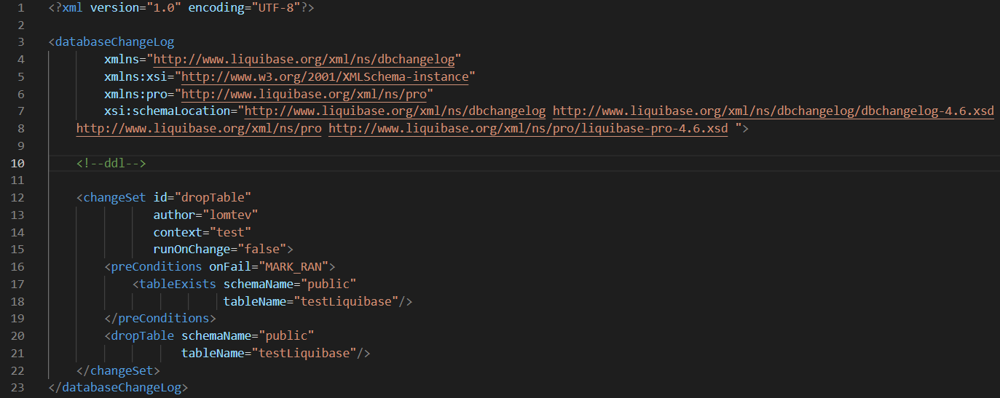 1 <?xml version="1.0" encoding="UTF-8"?>
2
3 <databaseChangeLog
4 xmlns="http://www.liquibase.org/xml/ns/dbchangelog"
5 xmlns:xsi="http://www.w3.org/2001/XMLSchema-instance"
6 xmlns:pro="http://www.liquibase.org/xml/ns/pro"
7 xsi:schemaLocation="http://www.liquibase.org/xml/ns/dbchangelog http://www.liquibase.org/xml/ns/dbchangelog/dbchangelog-4.6.xsd
8 http://www.liquibase.org/xml/ns/pro http://www.liquibase.org/xml/ns/pro/liquibase-pro-4.6.xsd ">
9
10 <!--ddl-->
11
12 <changeSet id="dropTable"
13 author="lomtev"
14 context="test"
15 runOnChange="false">
16 <preConditions onFail="MARK_RAN">
17 <tableExists schemaName="public"
18 tableName="testLiquibase"/>
19 </preConditions>
20 <dropTable schemaName="public"
21 tableName="testLiquibase"/>
22 </changeSet>
23 </databaseChangeLog>